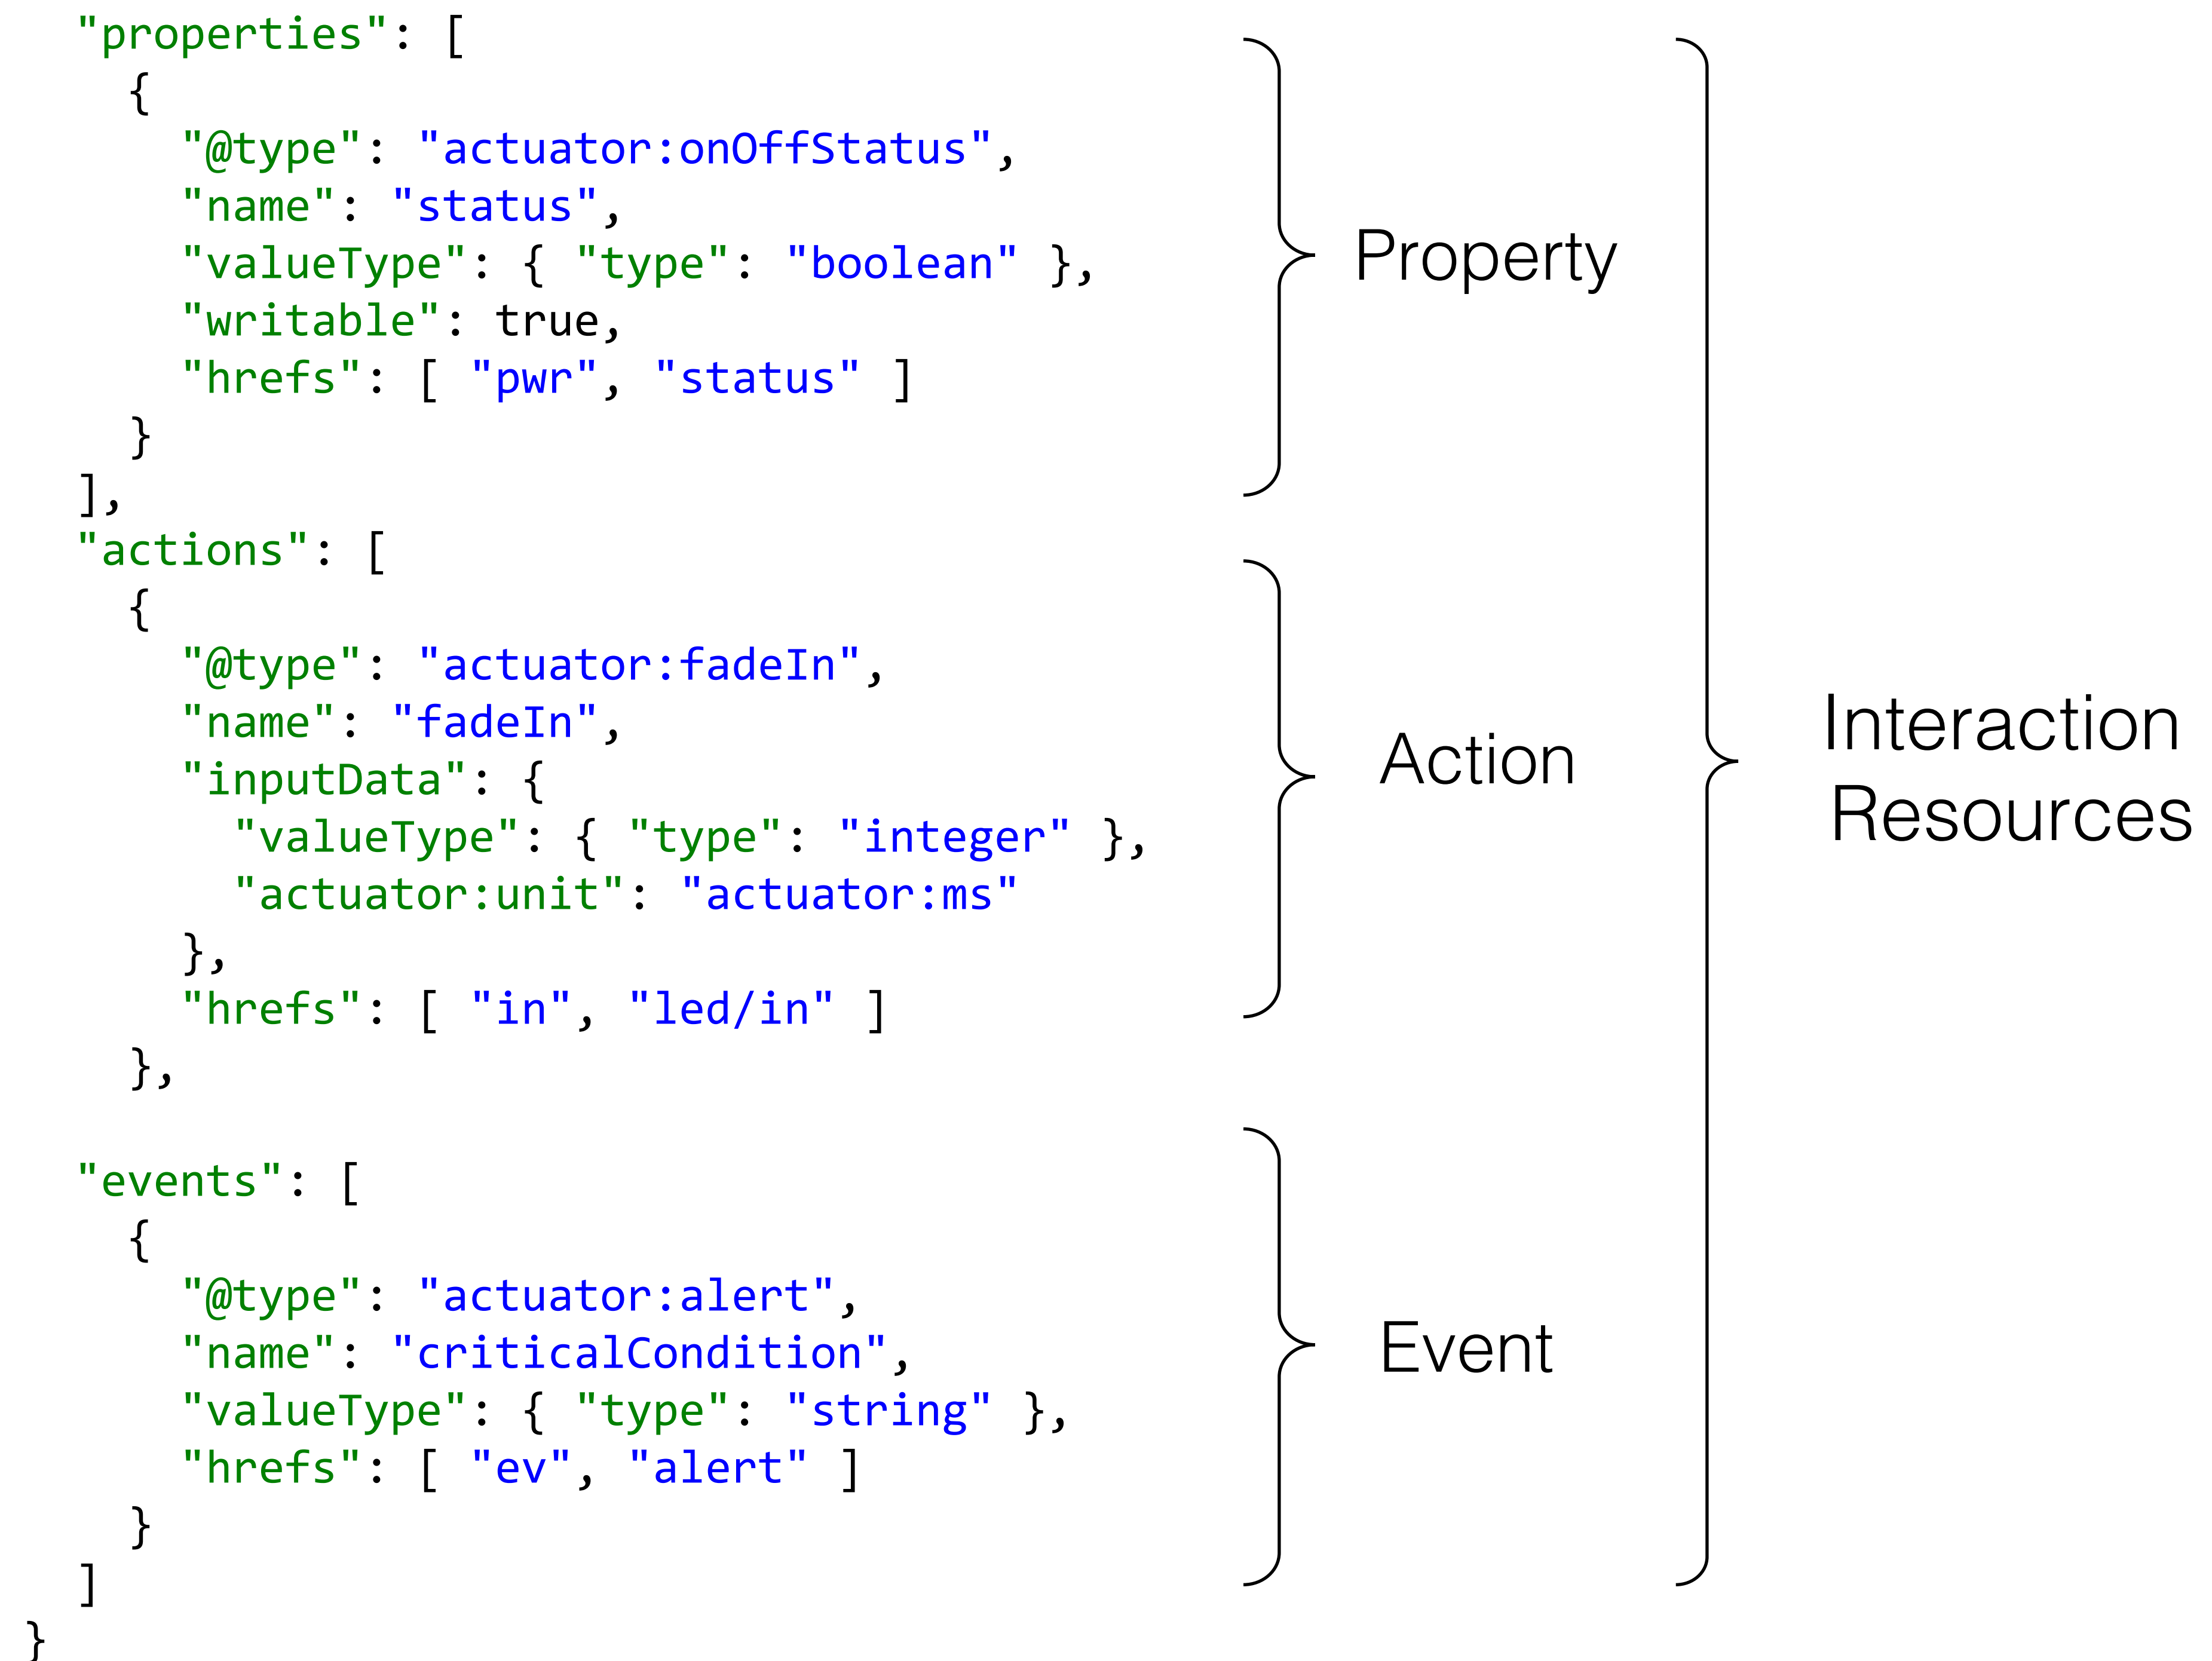 "properties": [
{
"@type": "actuator:onOffStatus",
"name": "status",
"valueType": { "type": "boolean" },
"writable": true,
"hrefs": [ "pwr", "status" ]
}
],
"actions": [
{
"@type": "actuator:fadeIn",
"name": "fadeIn",
"inputData": {
"valueType": { "type": "integer" },
"actuator:unit": "actuator:ms"
},
"hrefs": [ "in", "led/in" ]
},
"events": [
{
"@type": "actuator:alert",
"name": "criticalCondition",
"valueType": { "type": "string" },
"hrefs": [ "ev", "alert" ]
}
]
}
Property
Action
Event
Interaction
Resources